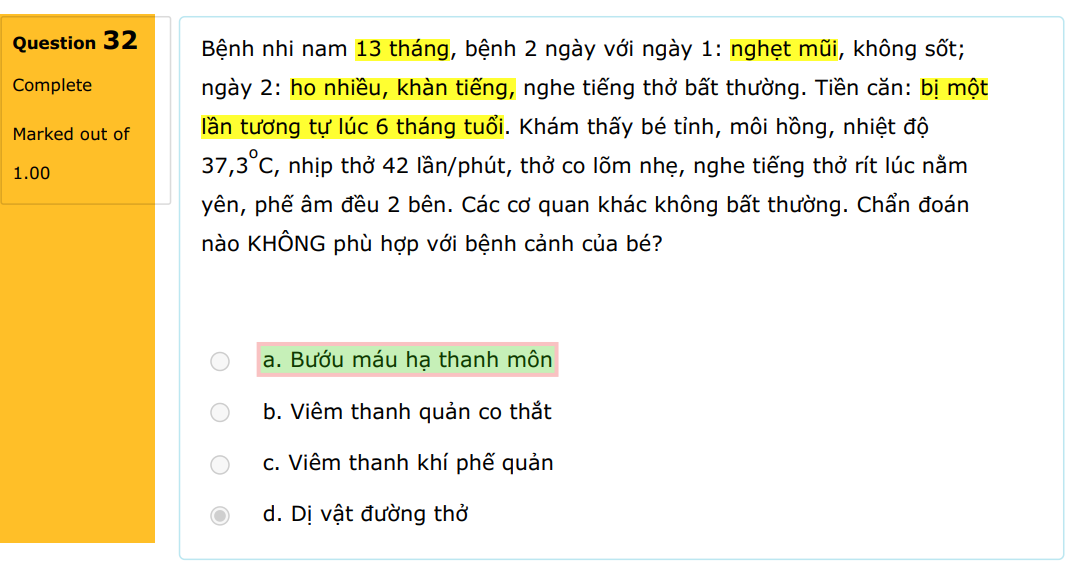 Question 32
Complete
Marked out of
1.00
Bệnh nhi nam 13 tháng, bệnh 2 ngày với ngày 1: nghẹt mũi, không sốt;
ngày 2: ho nhiều, khàn tiếng, nghe tiếng thở bất thường. Tiền căn: bị một
lần tương tự lúc 6 tháng tuổi. Khám thấy bé tỉnh, môi hồng, nhiệt độ
37,3°C, nhịp thở 42 lần/phút, thở co lõm nhẹ, nghe tiếng thở rít lúc nằm
yên, phế âm đều 2 bên. Các cơ quan khác không bất thường. Chẩn đoán
nào KHÔNG phù hợp với bệnh cảnh của bé?
a. Bướu máu hạ thanh môn
b. Viêm thanh quản co thắt
c. Viêm thanh khí phế quản
d. Dị vật đường thở